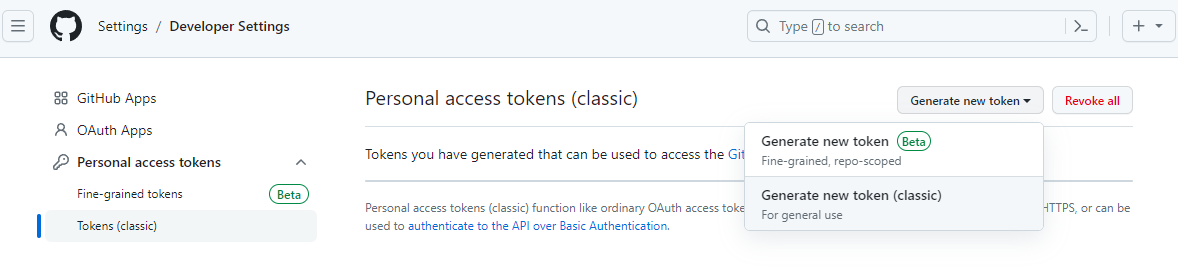 Settings / Developer Settings
Type / to search
GitHub Apps
OAuth Apps
Personal access tokens
Fine-grained tokens Beta
Tokens (classic)
Personal access tokens (classic)
Generate new token
Revoke all
Tokens you have generated that can be used to access the
Generate new token Beta
Fine-grained, repo-scoped
Generate new token (classic)
For general use
Personal access tokens (classic) function like ordinary OAuth access HTTPS, or can be
used to authenticate to the API over Basic Authentication.